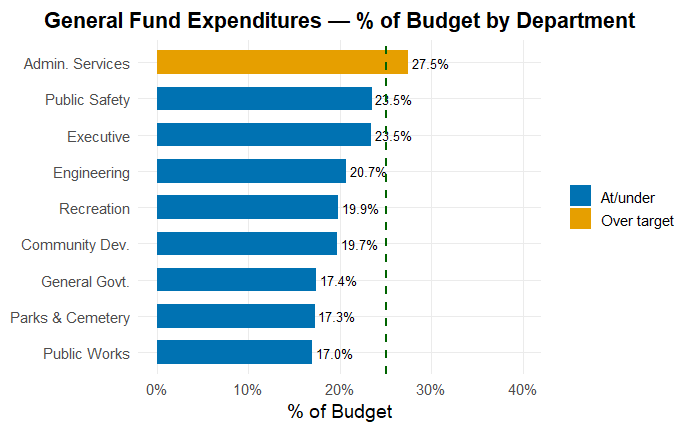 General Fund Expenditures — % of Budget by Department
Admin. Services 27.5%
Public Safety 23.5%
Executive 23.5%
Engineering 20.7%
Recreation 19.9%
Community Dev. 19.7%
General Govt. 17.4%
Parks & Cemetery 17.3%
Public Works 17.0%
0% 10% 20% 30% 40%
% of Budget
At/under
Over target